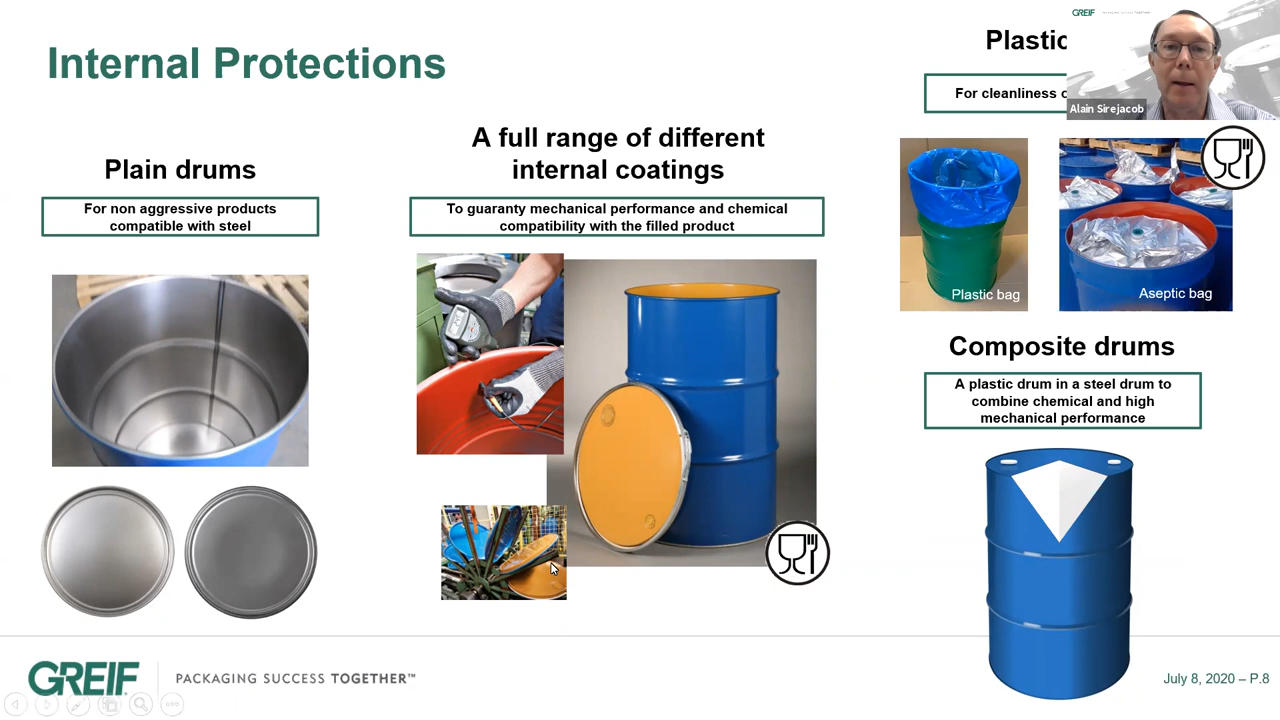 Internal Protections
Plain drums
For non aggressive products
compatible with steel
A full range of different
internal coatings
To guaranty mechanical performance and chemical
compatibility with the filled product
Plastic
For cleanliness
GREIF
Alain Sirejacob
Plastic bag
Aseptic bag
Composite drums
A plastic drum in a steel drum to
combine chemical and high
mechanical performance
GREIF
PACKAGING SUCCESS TOGETHER™
July 8, 2020 – P.8